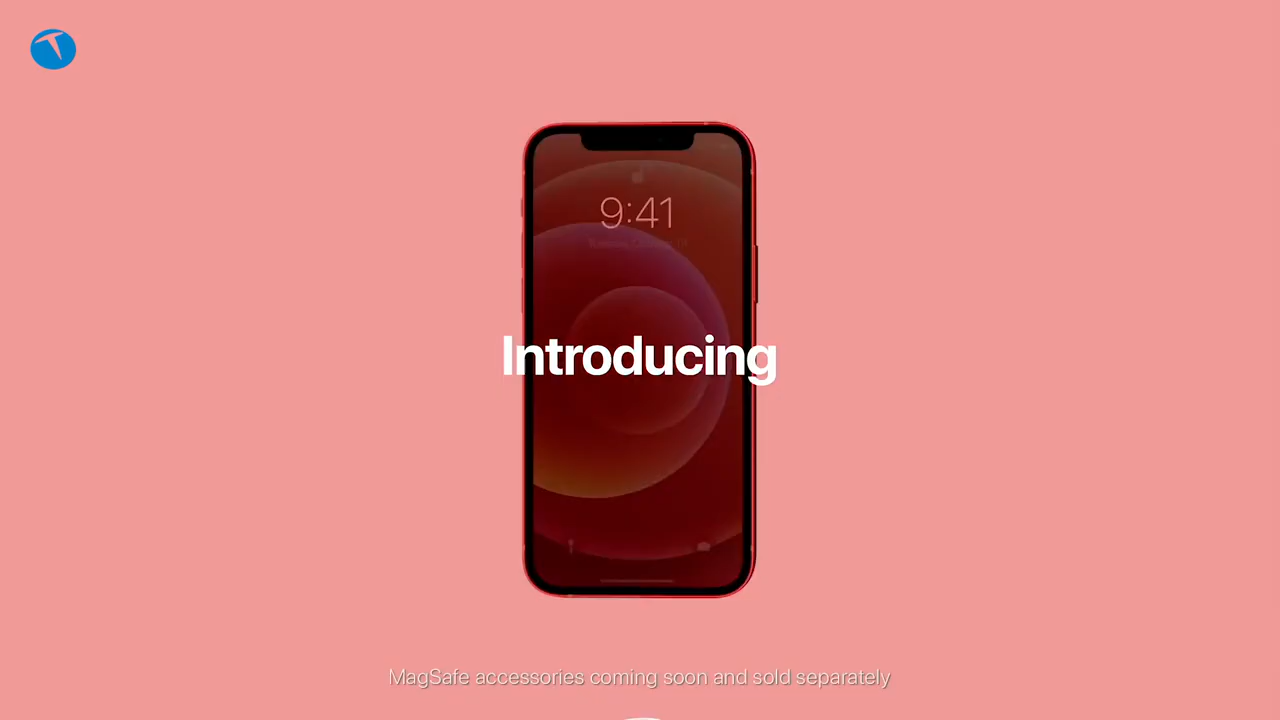 9:41
Introducing
MagSafe accessories coming soon and sold separately